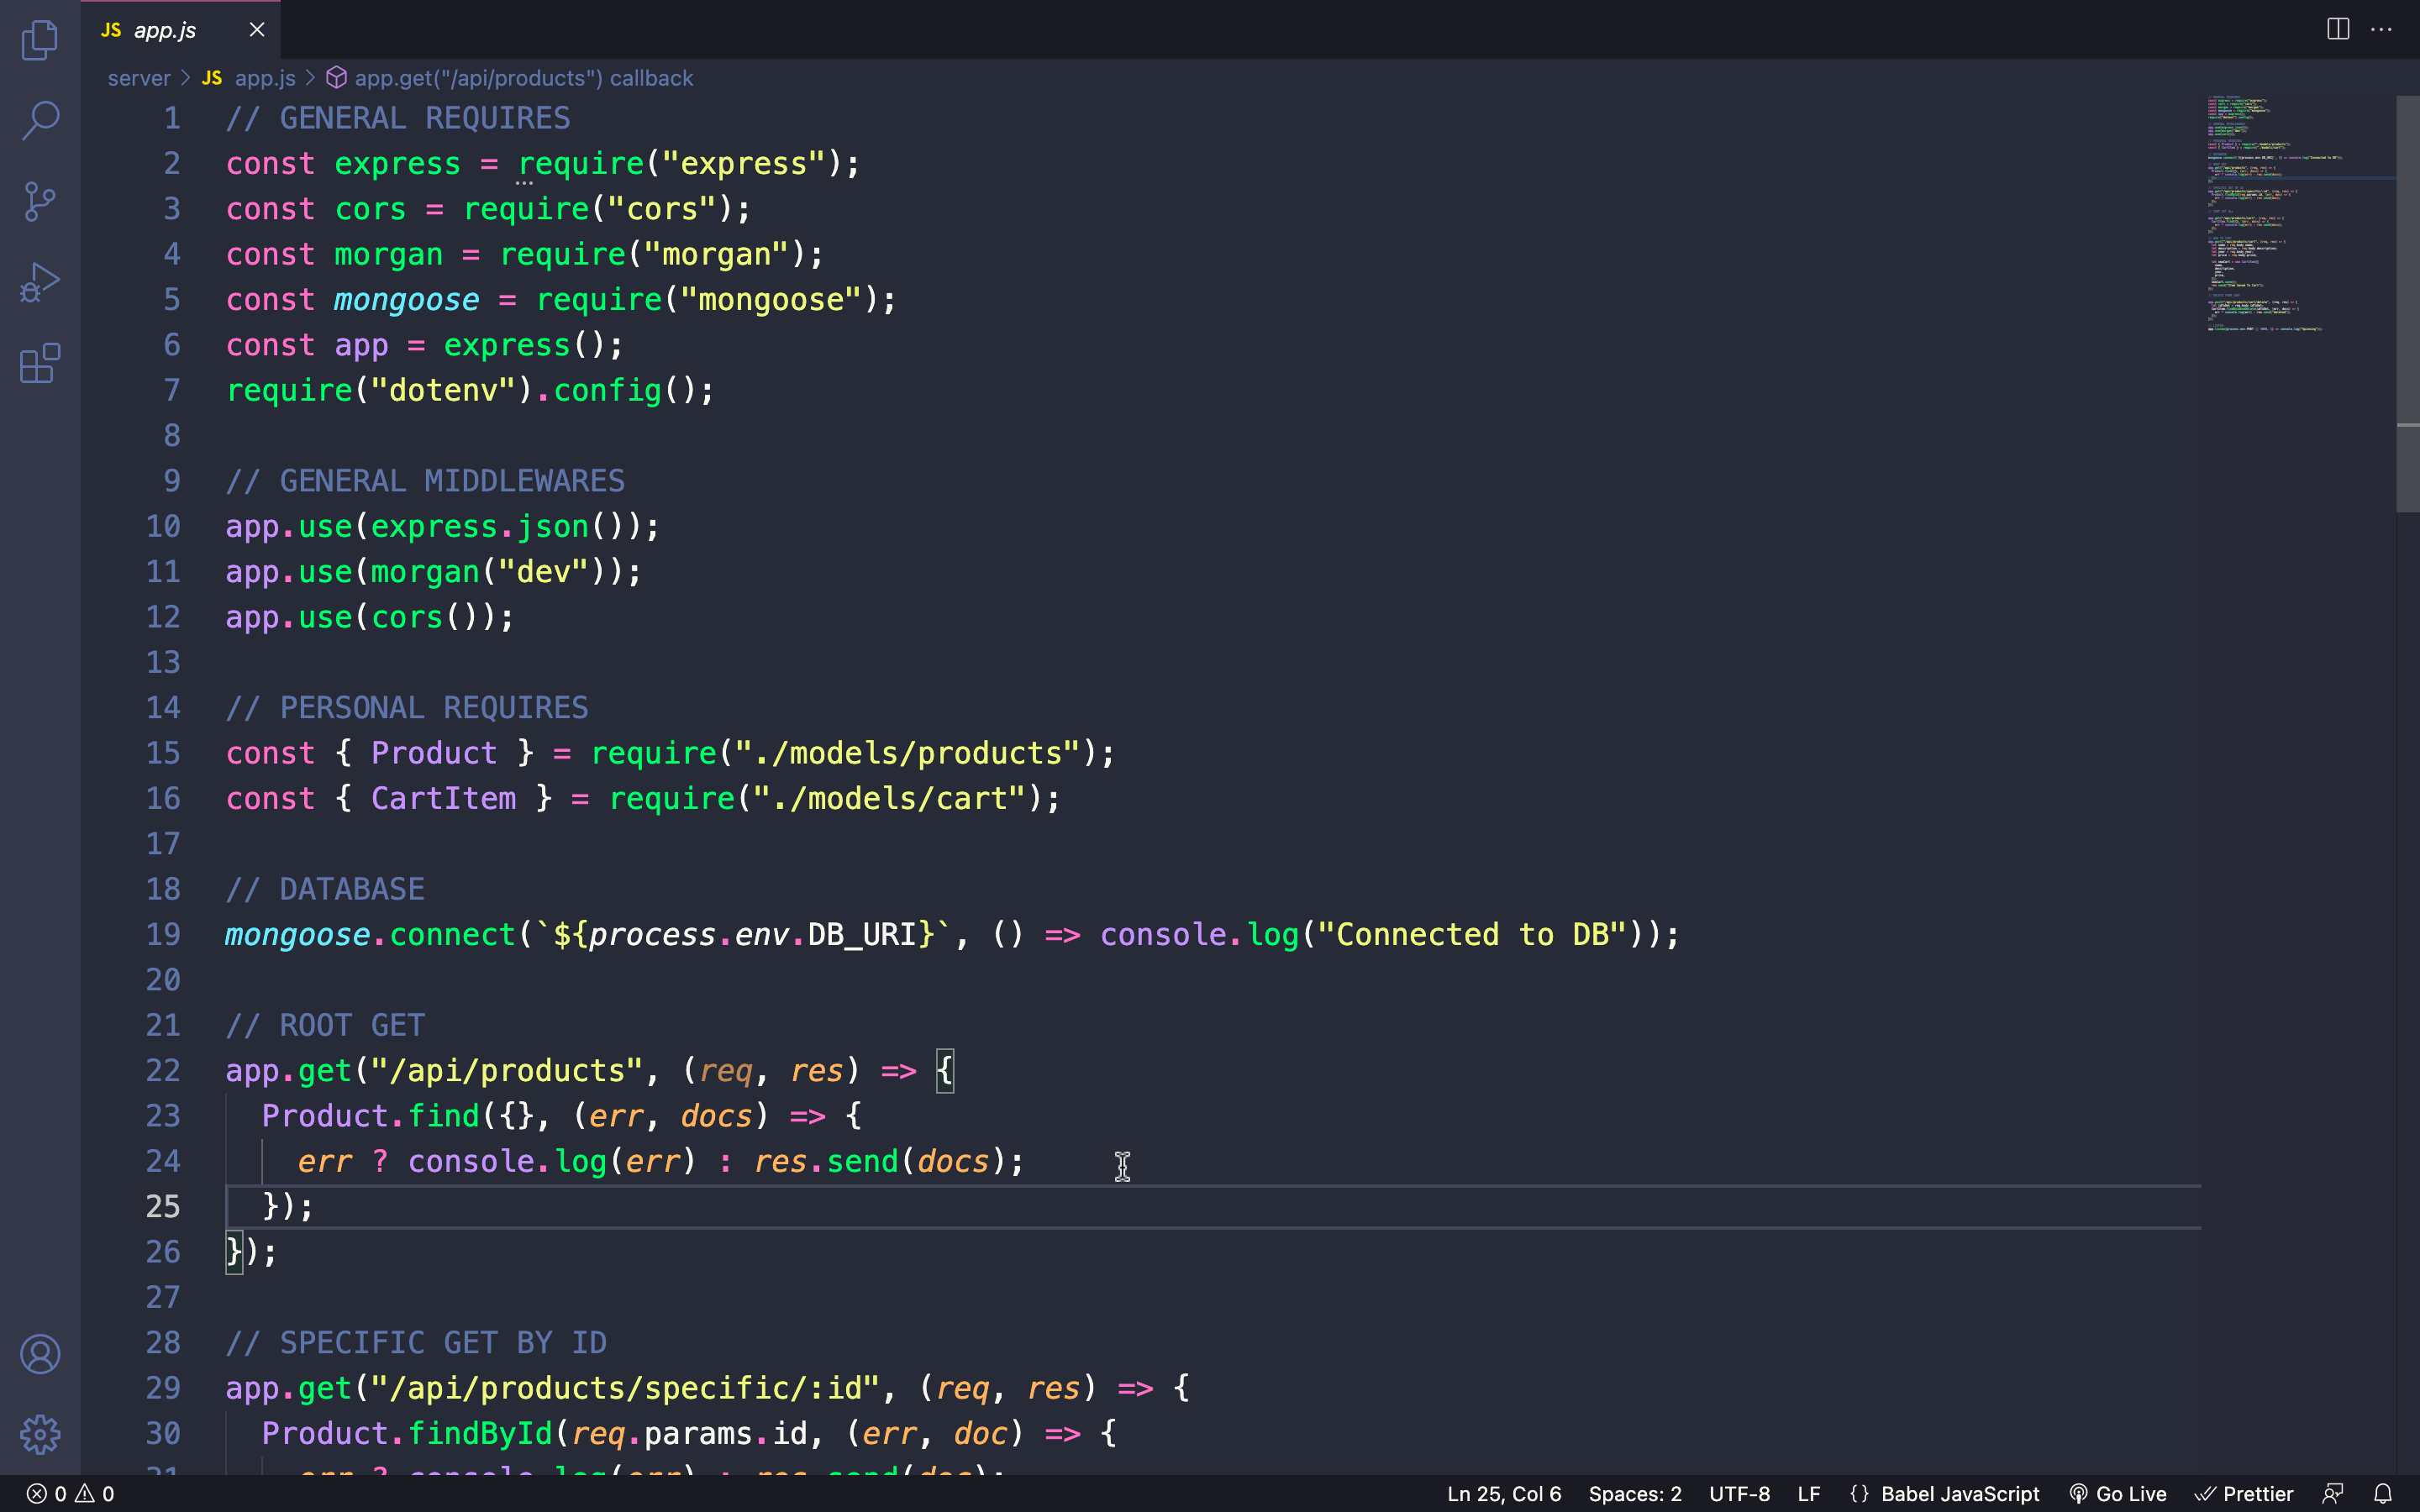 JS app.js
server > JS app.js > app.get("/api/products") callback
1 // GENERAL REQUIRES
2 const express = require("express");
3 const cors = require("cors");
4 const morgan = require("morgan");
5 const mongoose = require("mongoose");
6 const app = express();
7 require("dotenv").config();
8
9 // GENERAL MIDDLEWARES
10 app.use(express.json());
11 app.use(morgan("dev"));
12 app.use(cors());
13
14 // PERSONAL REQUIRES
15 const { Product } = require("./models/products");
16 const { CartItem } = require("./models/cart");
17
18 // DATABASE
19 mongoose.connect(`${process.env.DB_URI}`, () => console.log("Connected to DB"));
20
21 // ROOT GET
22 app.get("/api/products", (req, res) => {
23 Product.find({}, (err, docs) => {
24 err ? console.log(err) : res.send(docs);
25 });
26 });
27
28 // SPECIFIC GET BY ID
29 app.get("/api/products/specific/:id", (req, res) => {
30 Product.findById(req.params.id, (err, doc) => {
31 err ? console.log(err) : res.send(doc);
0 0 Ln 25, Col 6 Spaces: 2 UTF-8 LF {} Babel JavaScript Go Live Prettier